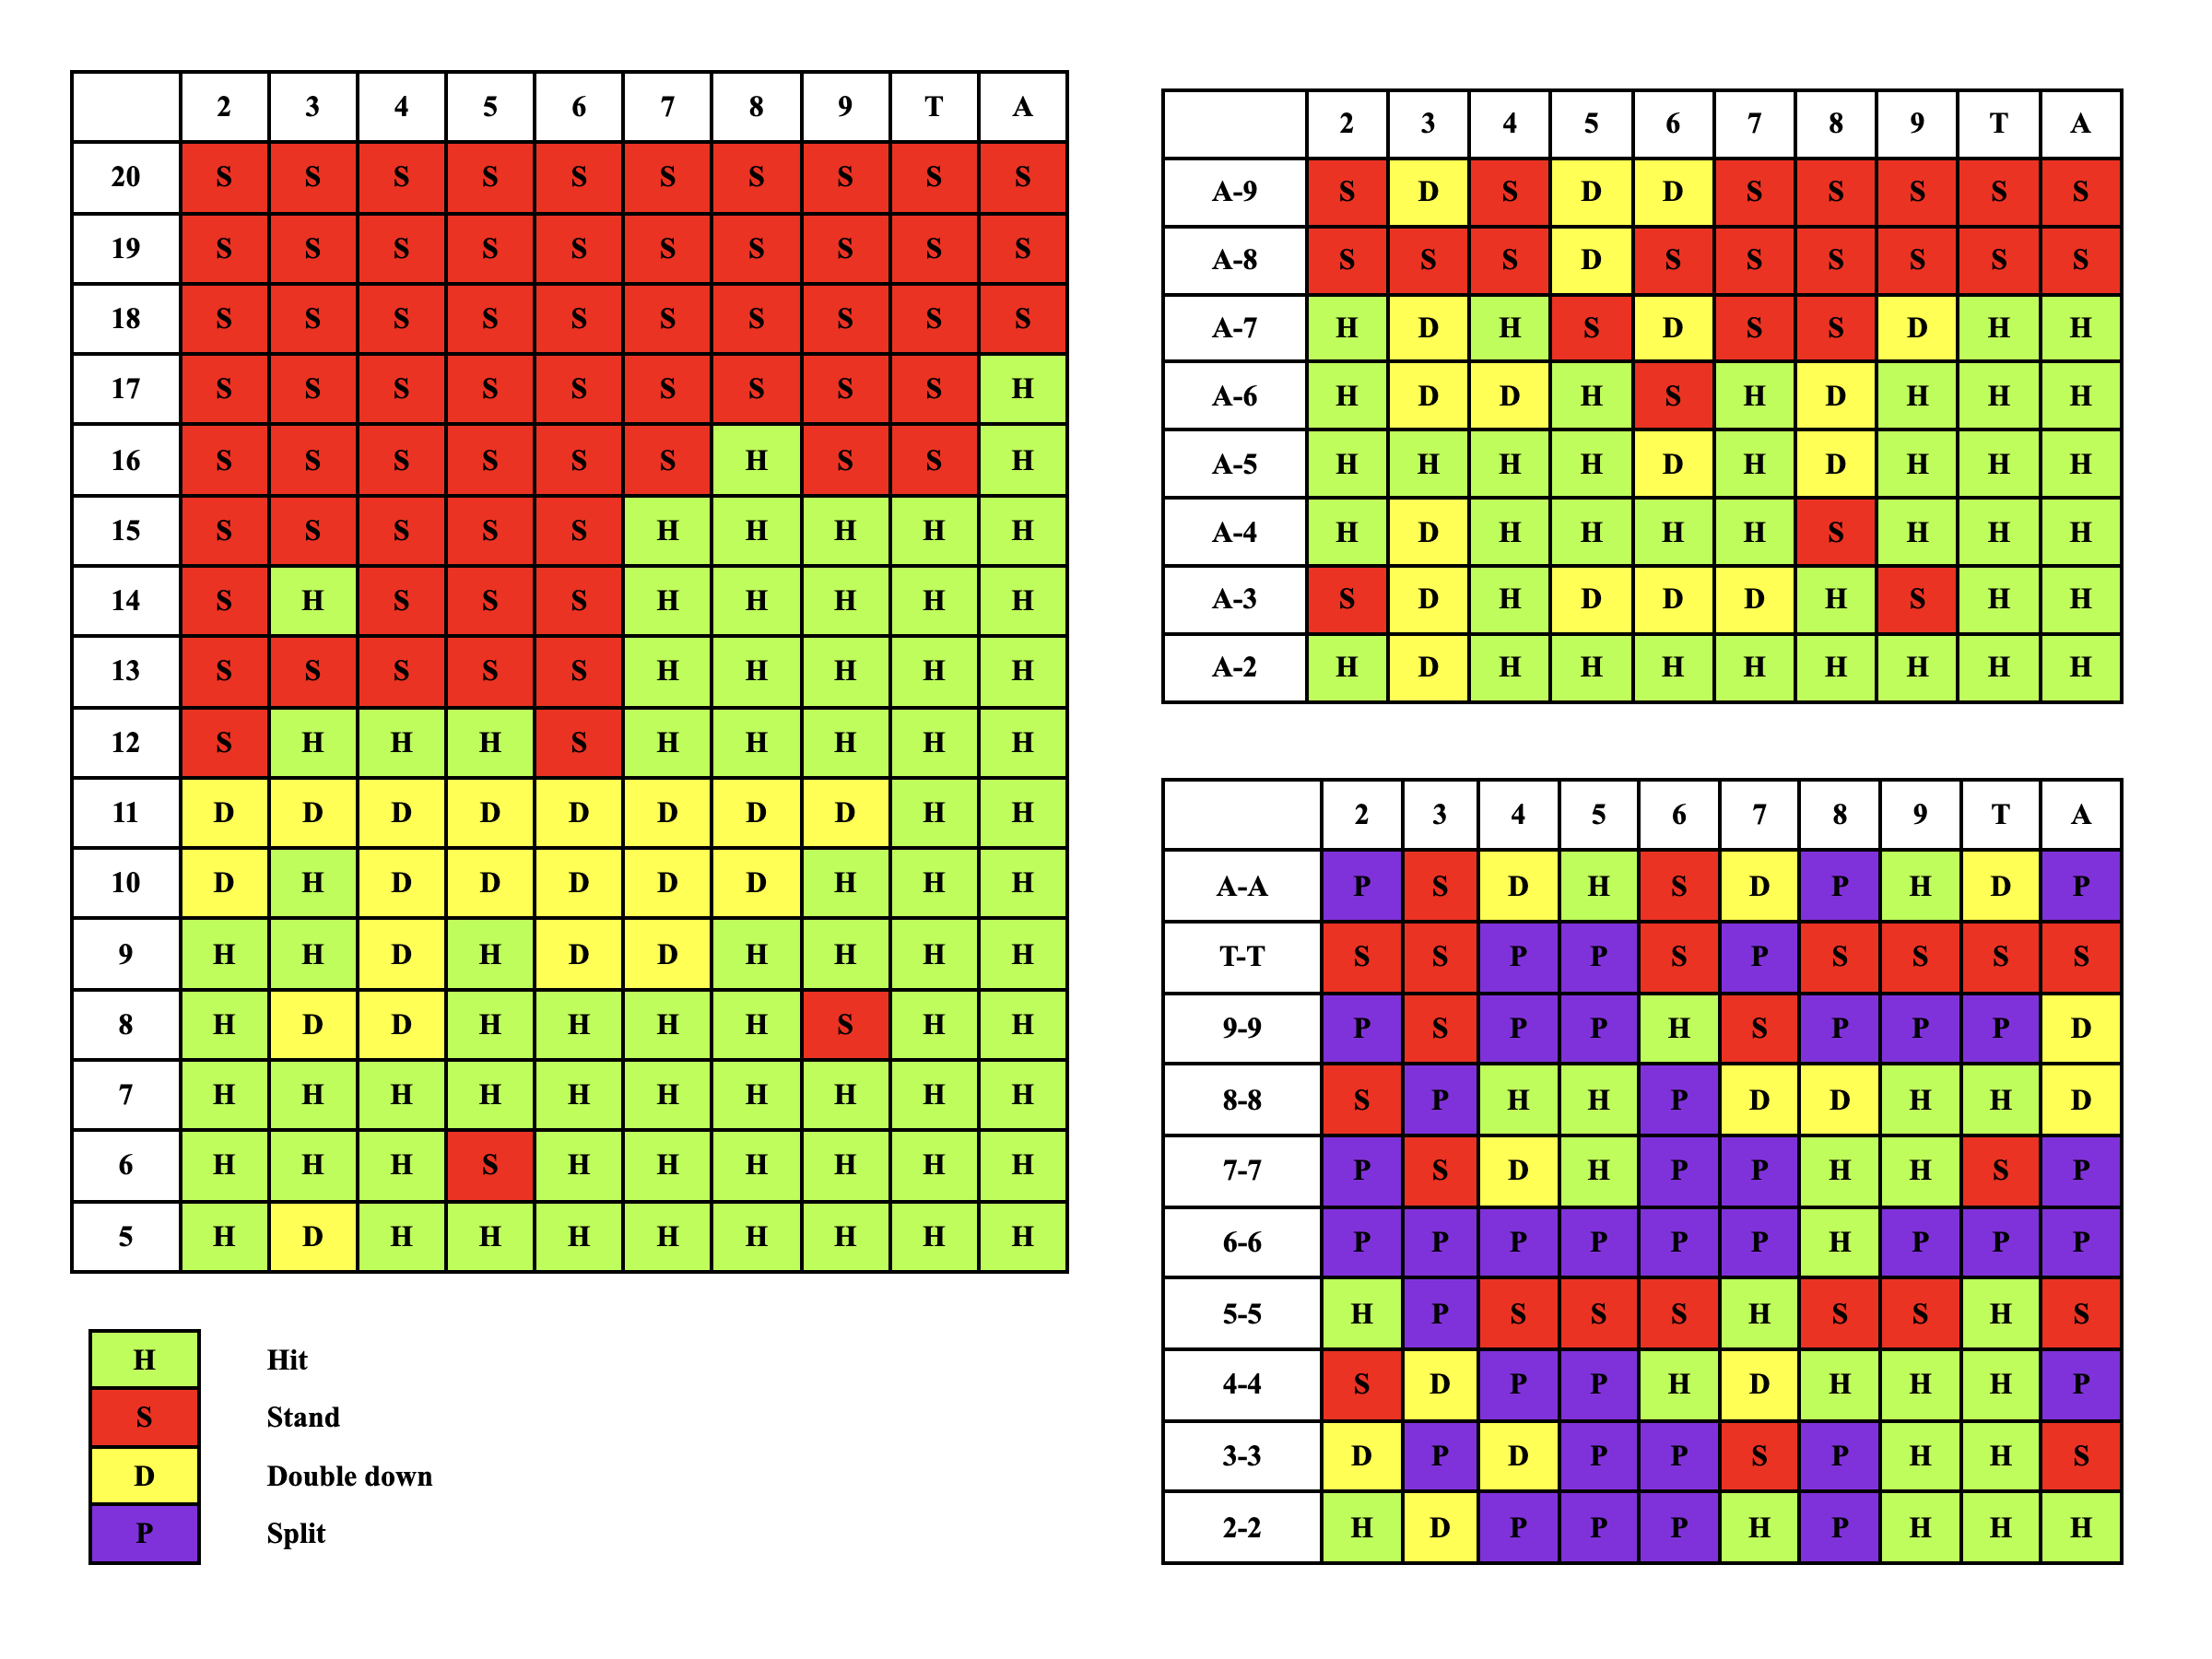 2 3 4 5 6 7 8 9 T A
20 S S S S S S S S S S
19 S S S S S S S S S S
18 S S S S S S S S S S
17 S S S S S S S S S H
16 S S S S S S H S S H
15 S S S S S H H H H H
14 S H S S S H H H H H
13 S S S S S H H H H H
12 S H H H S H H H H H
11 D D D D D D D D H H
10 D H D D D D D H H H
9 H H D H D D H H H H
8 H D D H H H H S H H
7 H H H H H H H H H H
6 H H H S H H H H H H
5 H D H H H H H H H H
H Hit
S Stand
D Double down
P Split
2 3 4 5 6 7 8 9 T A
A-9 S D S D D S S S S S
A-8 S S S D S S S S S S
A-7 H D H S D S S D H H
A-6 H D D H S H D H H H
A-5 H H H H D H D H H H
A-4 H D H H H H S H H H
A-3 S D H D D D H S H H
A-2 H D H H H H H H H H
2 3 4 5 6 7 8 9 T A
A-A P S D H S D P H D P
T-T S S P P S P S S S S
9-9 P S P P H S P P P D
8-8 S P H H P D D H H D
7-7 P S D H P P H H S P
6-6 P P P P P P H P P P
5-5 H P S S S H S S H S
4-4 S D P P H D H H H P
3-3 D P D P P S P H H S
2-2 H D P P P H P H H H